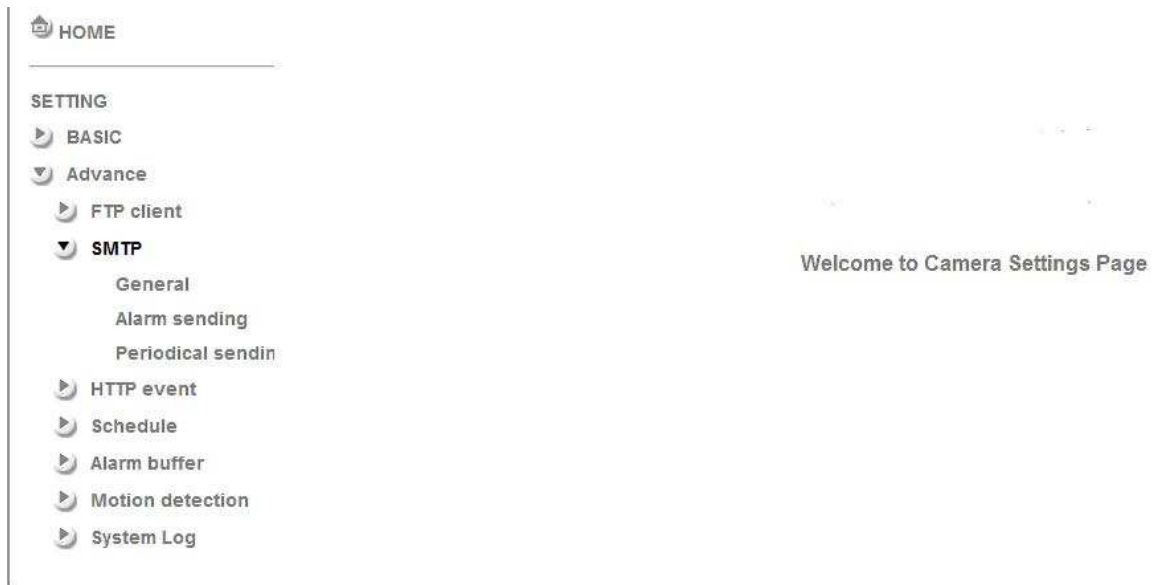 HOME
SETTING
BASIC
Advance
FTP client
SMTP
General
Alarm sending
Periodical sendin
HTTP event
Schedule
Alarm buffer
Motion detection
System Log
Welcome to Camera Settings Page